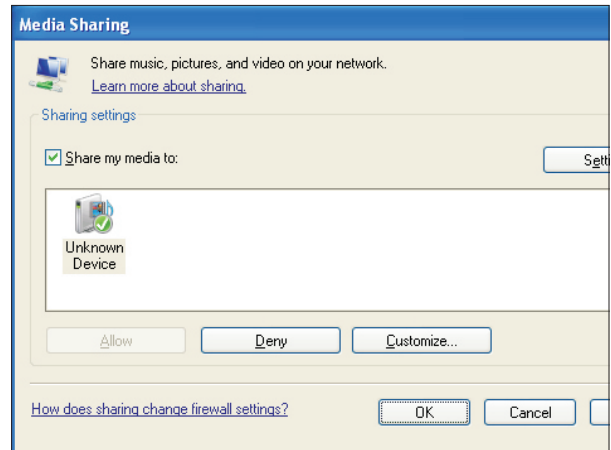 Media Sharing
Share music, pictures, and video on your network.
Learn more about sharing.
Sharing settings
Share my media to:
Setti
Unknown
Device
Allow
Deny
Customize...
How does sharing change firewall settings?
OK
Cancel